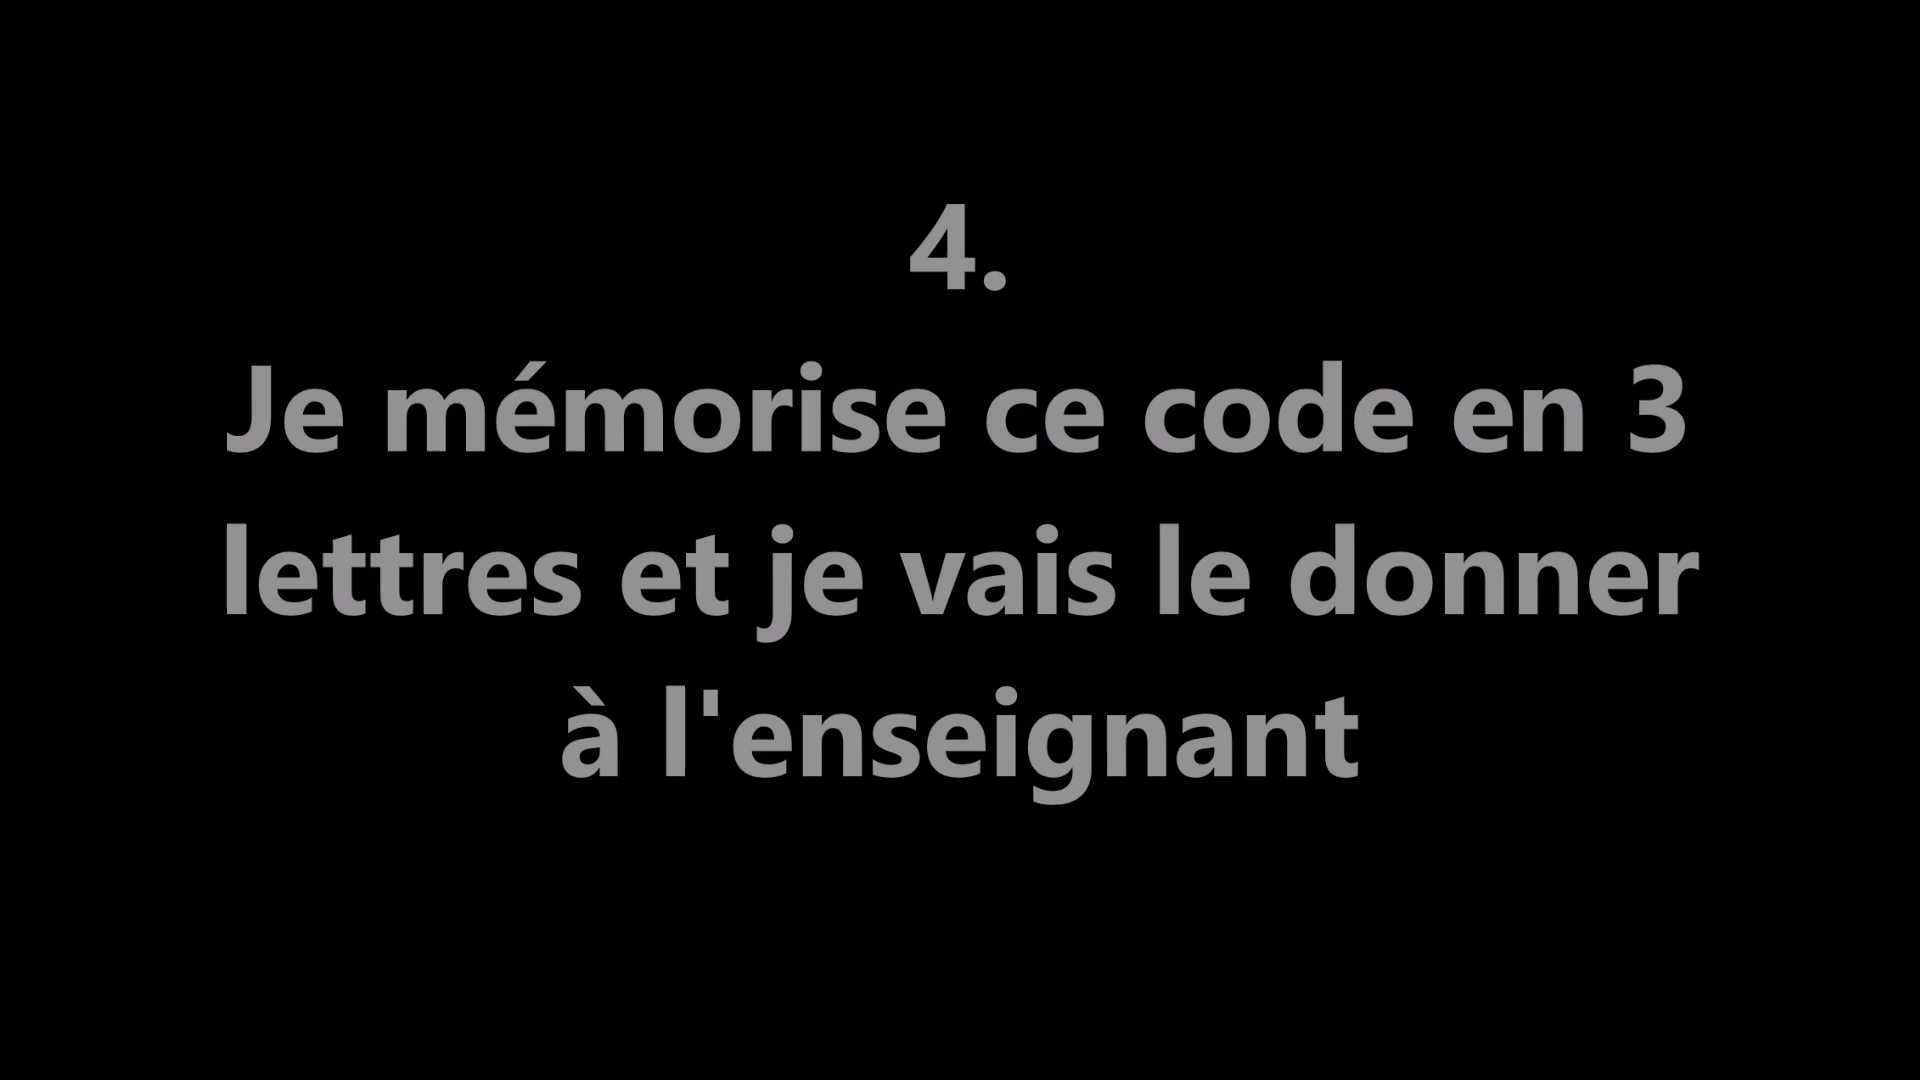 4.
Je mémorise ce code en 3
lettres et je vais le donner
à l'enseignant